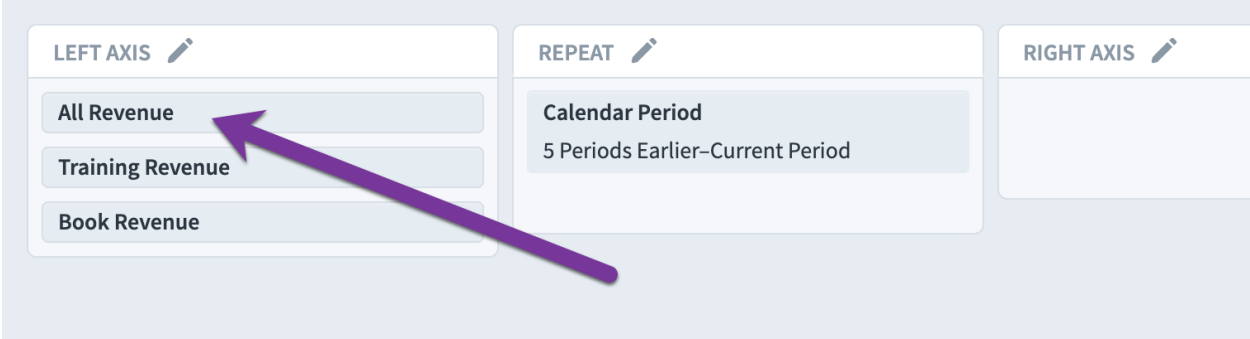 LEFT AXIS
All Revenue
Training Revenue
Book Revenue
REPEAT
Calendar Period
5 Periods Earlier–Current Period
RIGHT AXIS